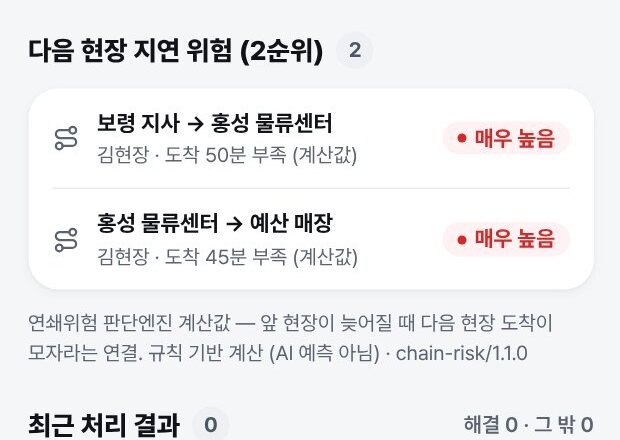 다음 현장 지연 위험 (2순위) 2
보령 지사 → 홍성 물류센터
김현장 · 도착 50분 부족 (계산값)
매우 높음
홍성 물류센터 → 예산 매장
김현장 · 도착 45분 부족 (계산값)
매우 높음
연쇄위험 판단엔진 계산값 — 앞 현장이 늦어질 때 다음 현장 도착이
모자라는 연결. 규칙 기반 계산 (AI 예측 아님) · chain-risk/1.1.0
최근 처리 결과 0 해결 0 · 그 밖 0